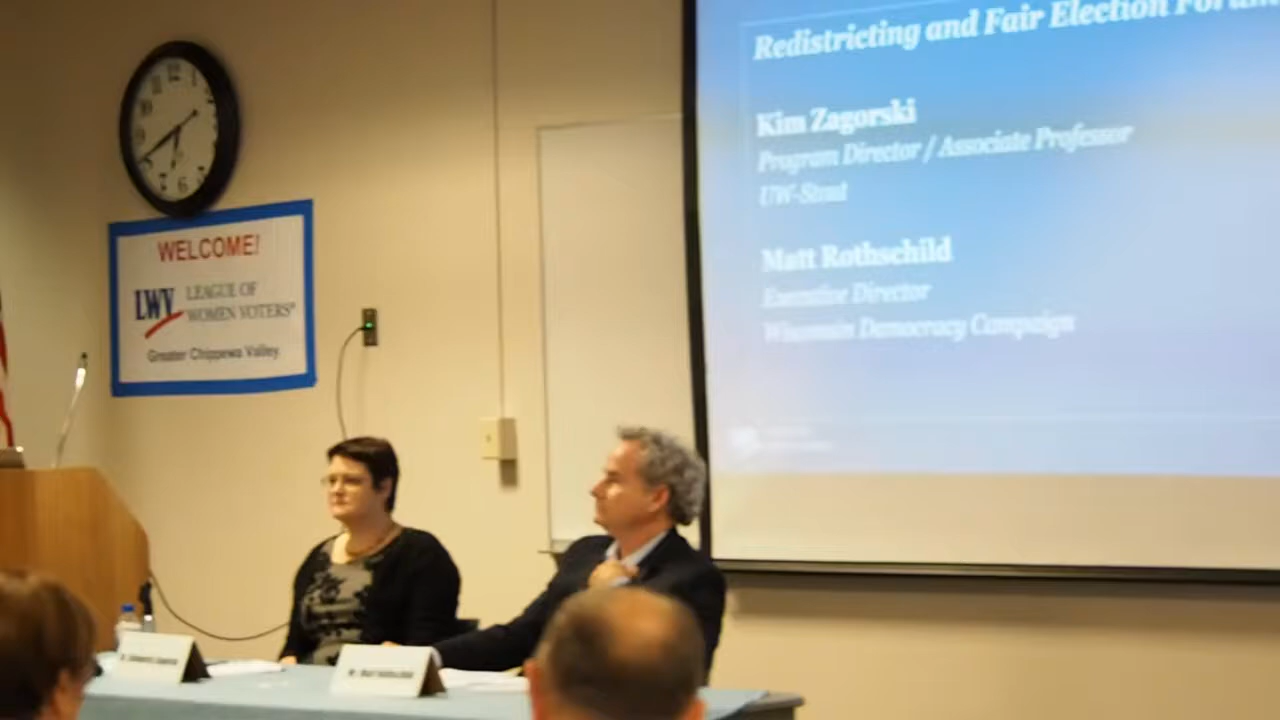 12
WELCOME!
LWV LEAGUE OF
WOMEN VOTERS®
Greater Chippewa Valley
Redistricting and Fair Election Forum
Kim Zagorski
Program Director / Associate Professor
UW-Stout
Matt Rothschild
Executive Director
Wisconsin Democracy Campaign